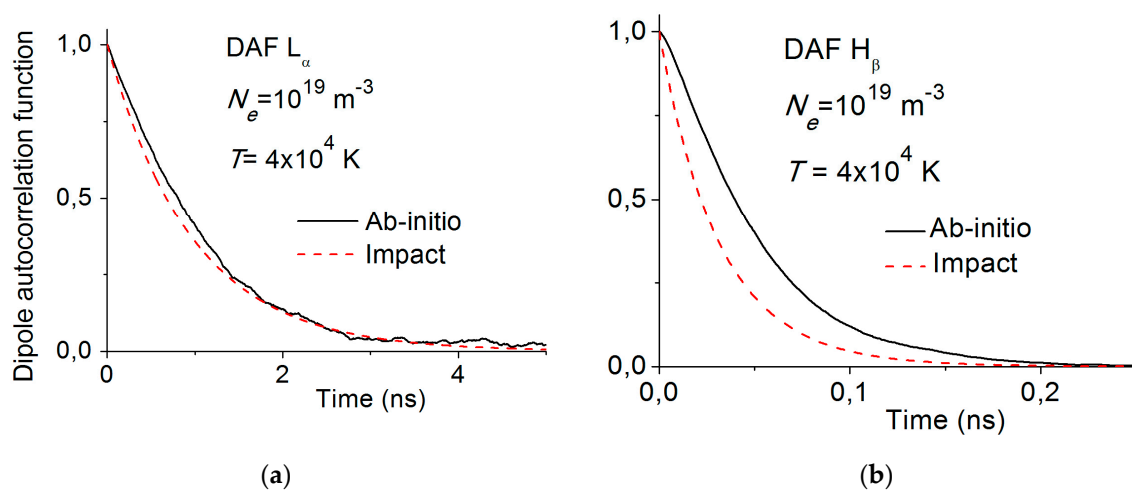 1,0
0,5
0,0
Dipole autocorrelation function
DAF Lα
Ne=10^19 m^-3
T= 4x10^4 K
Ab-initio
Impact
0
2
4
Time (ns)
(a)
1,0
0,5
0,0
DAF Hβ
Ne=10^19 m^-3
T = 4x10^4 K
Ab-initio
Impact
0,0
0,1
0,2
Time (ns)
(b)